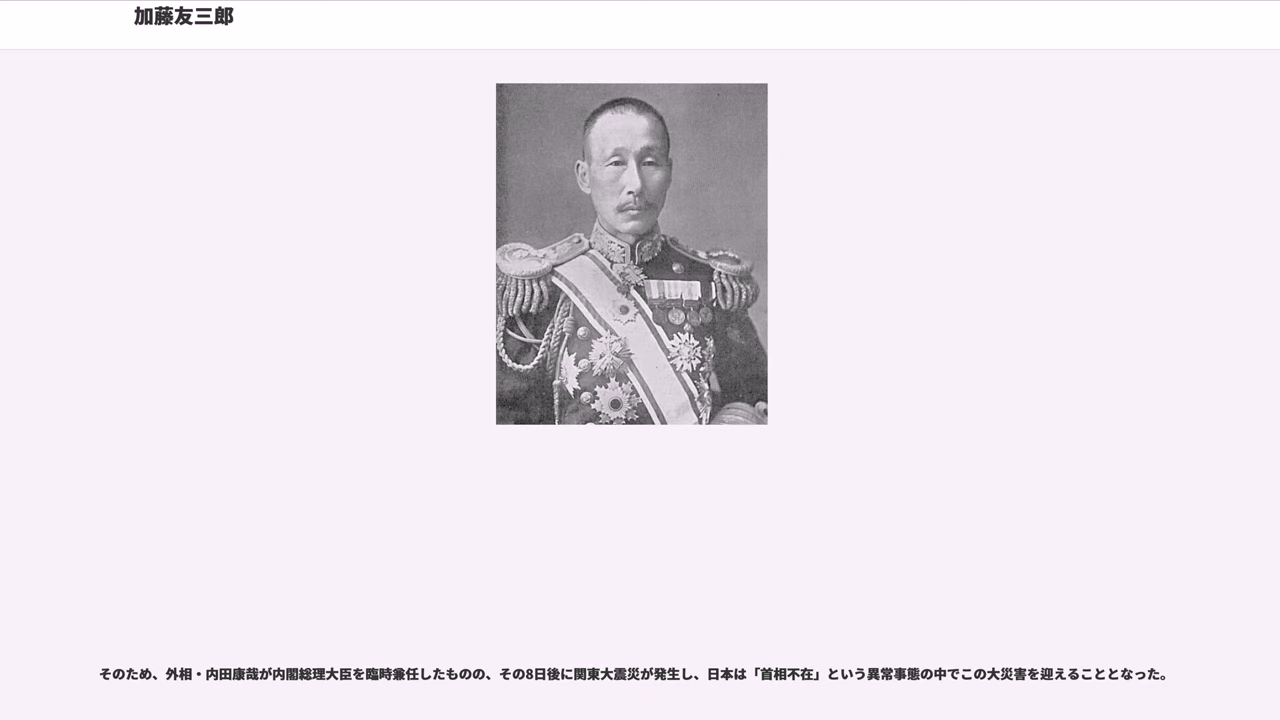 加藤友三郎
そのため、外相・内田康哉が内閣総理大臣を臨時兼任したものの、その8日後に関東大震災が発生し、日本は「首相不在」という異常事態の中でこの大災害を迎えることとなった。